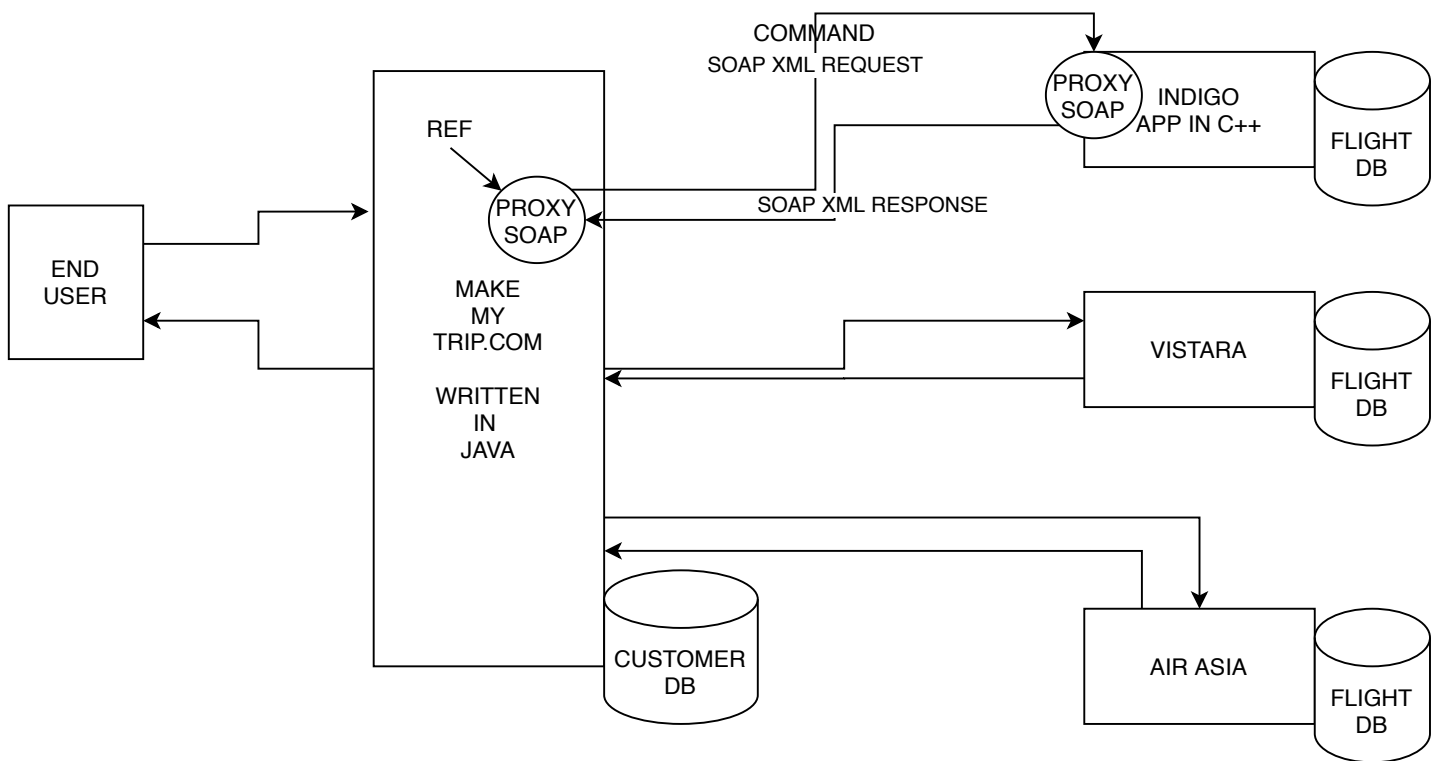 COMMAND
SOAP XML REQUEST
PROXY
SOAP
INDIGO
APP IN C++
FLIGHT
DB
REF
PROXY
SOAP
SOAP XML RESPONSE
END
USER
MAKE
MY
TRIP.COM
WRITTEN
IN
JAVA
VISTARA
FLIGHT
DB
CUSTOMER
DB
AIR ASIA
FLIGHT
DB